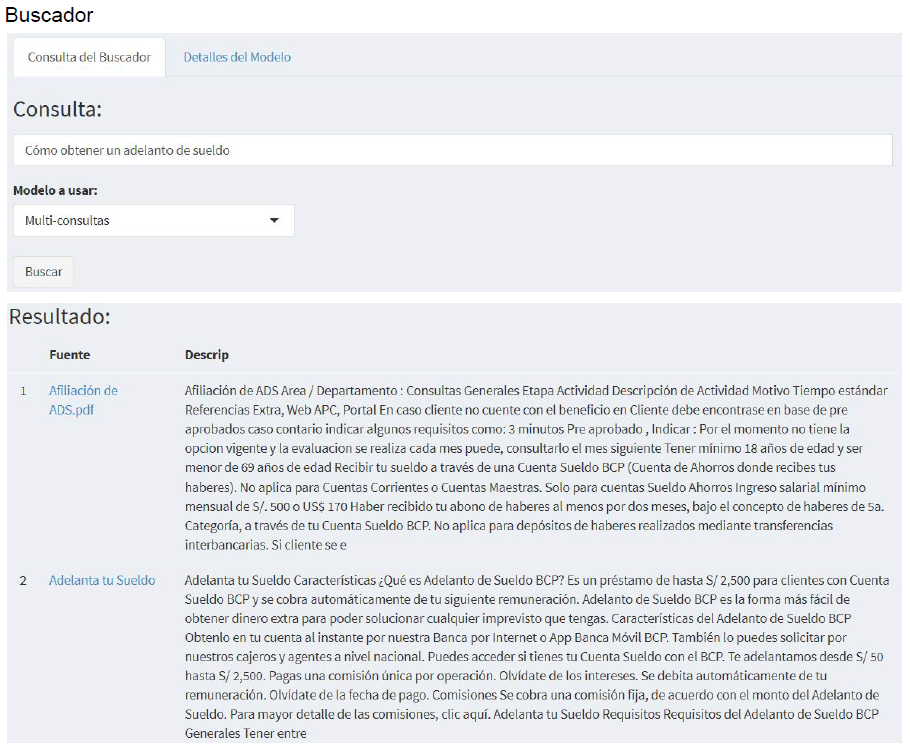 Buscador
Consulta del Buscador
Detalles del Modelo
Consulta:
Cómo obtener un adelanto de sueldo
Modelo a usar:
Multi-consultas
Buscar
Resultado:
Fuente
Descrip
1
Afiliación de
ADS.pdf
Afiliación de ADS Area / Departamento : Consultas Generales Etapa Actividad Descripción de Actividad Motivo Tiempo estándar
Referencias Extra, Web APC, Portal En caso cliente no cuente con el beneficio en Cliente debe encontrase en base de pre
aprobados caso contario indicar algunos requisitos como: 3 minutos Pre aprobado , Indicar : Por el momento no tiene la
opcion vigente y la evaluacion se realiza cada mes puede, consultarlo el mes siguiente Tener mínimo 18 años de edad y ser
menor de 69 años de edad Recibir tu sueldo a través de una Cuenta Sueldo BCP (Cuenta de Ahorros donde recibes tus
haberes). No aplica para Cuentas Corrientes o Cuentas Maestras. Solo para cuentas Sueldo Ahorros Ingreso salarial mínimo
mensual de S/. 500 o US$ 170 Haber recibido tu abono de haberes al menos por dos meses, bajo el concepto de haberes de 5a.
Categoría, a través de tu Cuenta Sueldo BCP. No aplica para depósitos de haberes realizados mediante transferencias
interbancarias. Si cliente se e
2
Adelanta tu Sueldo
Adelanta tu Sueldo Características ¿Qué es Adelanto de Sueldo BCP? Es un préstamo de hasta S/ 2,500 para clientes con Cuenta
Sueldo BCP y se cobra automáticamente de tu siguiente remuneración. Adelanto de Sueldo BCP es la forma más fácil de
obtener dinero extra para poder solucionar cualquier imprevisto que tengas. Características del Adelanto de Sueldo BCP
Obtenlo en tu cuenta al instante por nuestra Banca por Internet o App Banca Móvil BCP. También lo puedes solicitar por
nuestros cajeros y agentes a nivel nacional. Puedes acceder si tienes tu Cuenta Sueldo con el BCP. Te adelantamos desde S/ 50
hasta S/ 2,500. Pagas una comisión única por operación. Olvídate de los intereses. Se debita automáticamente de tu
remuneración. Olvídate de la fecha de pago. Comisiones Se cobra una comisión fija, de acuerdo con el monto del Adelanto de
Sueldo. Para mayor detalle de las comisiones, clic aquí. Adelanta tu Sueldo Requisitos Requisitos del Adelanto de Sueldo BCP
Generales Tener entre